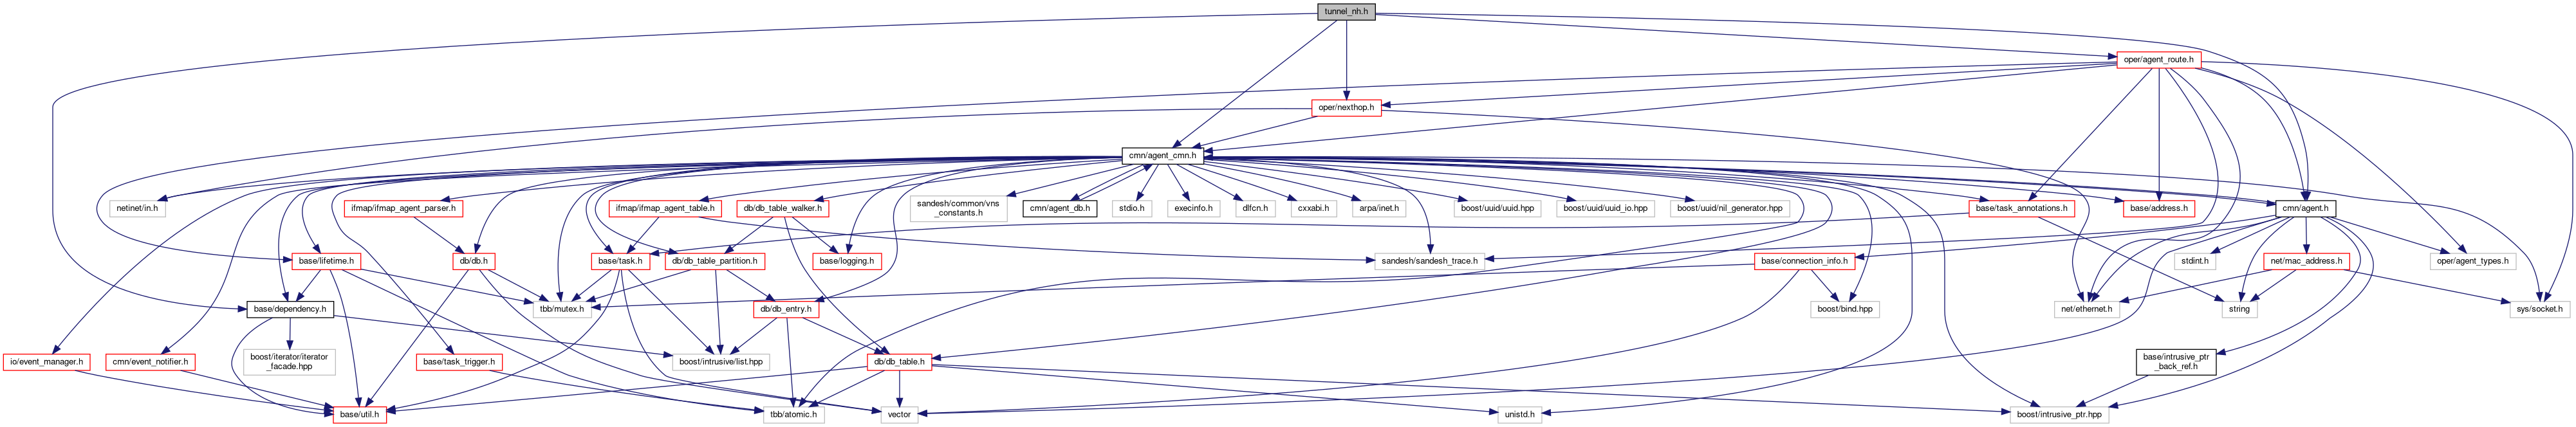 tunnel_nh.h
oper/agent_route.h
oper/nexthop.h
cmn/agent_cmn.h
netinet/in.h
ifmap/ifmap_agent_parser.h
ifmap/ifmap_agent_table.h
db/db_table_walker.h
sandesh/common/vns
_constants.h
cmn/agent_db.h
stdio.h
execinfo.h
dlfcn.h
cxxabi.h
arpa/inet.h
boost/uuid/uuid.hpp
boost/uuid/uuid_io.hpp
boost/uuid/nil_generator.hpp
base/task_annotations.h
base/address.h
cmn/agent.h
base/lifetime.h
db/db.h
base/task.h
db/db_table_partition.h
base/logging.h
sandesh/sandesh_trace.h
base/connection_info.h
stdint.h
net/mac_address.h
oper/agent_types.h
base/dependency.h
tbb/mutex.h
db/db_entry.h
boost/bind.hpp
net/ethernet.h
string
sys/socket.h
io/event_manager.h
cmn/event_notifier.h
boost/iterator/iterator
_facade.hpp
base/task_trigger.h
boost/intrusive/list.hpp
db/db_table.h
base/intrusive_ptr
_back_ref.h
base/util.h
tbb/atomic.h
vector
unistd.h
boost/intrusive_ptr.hpp